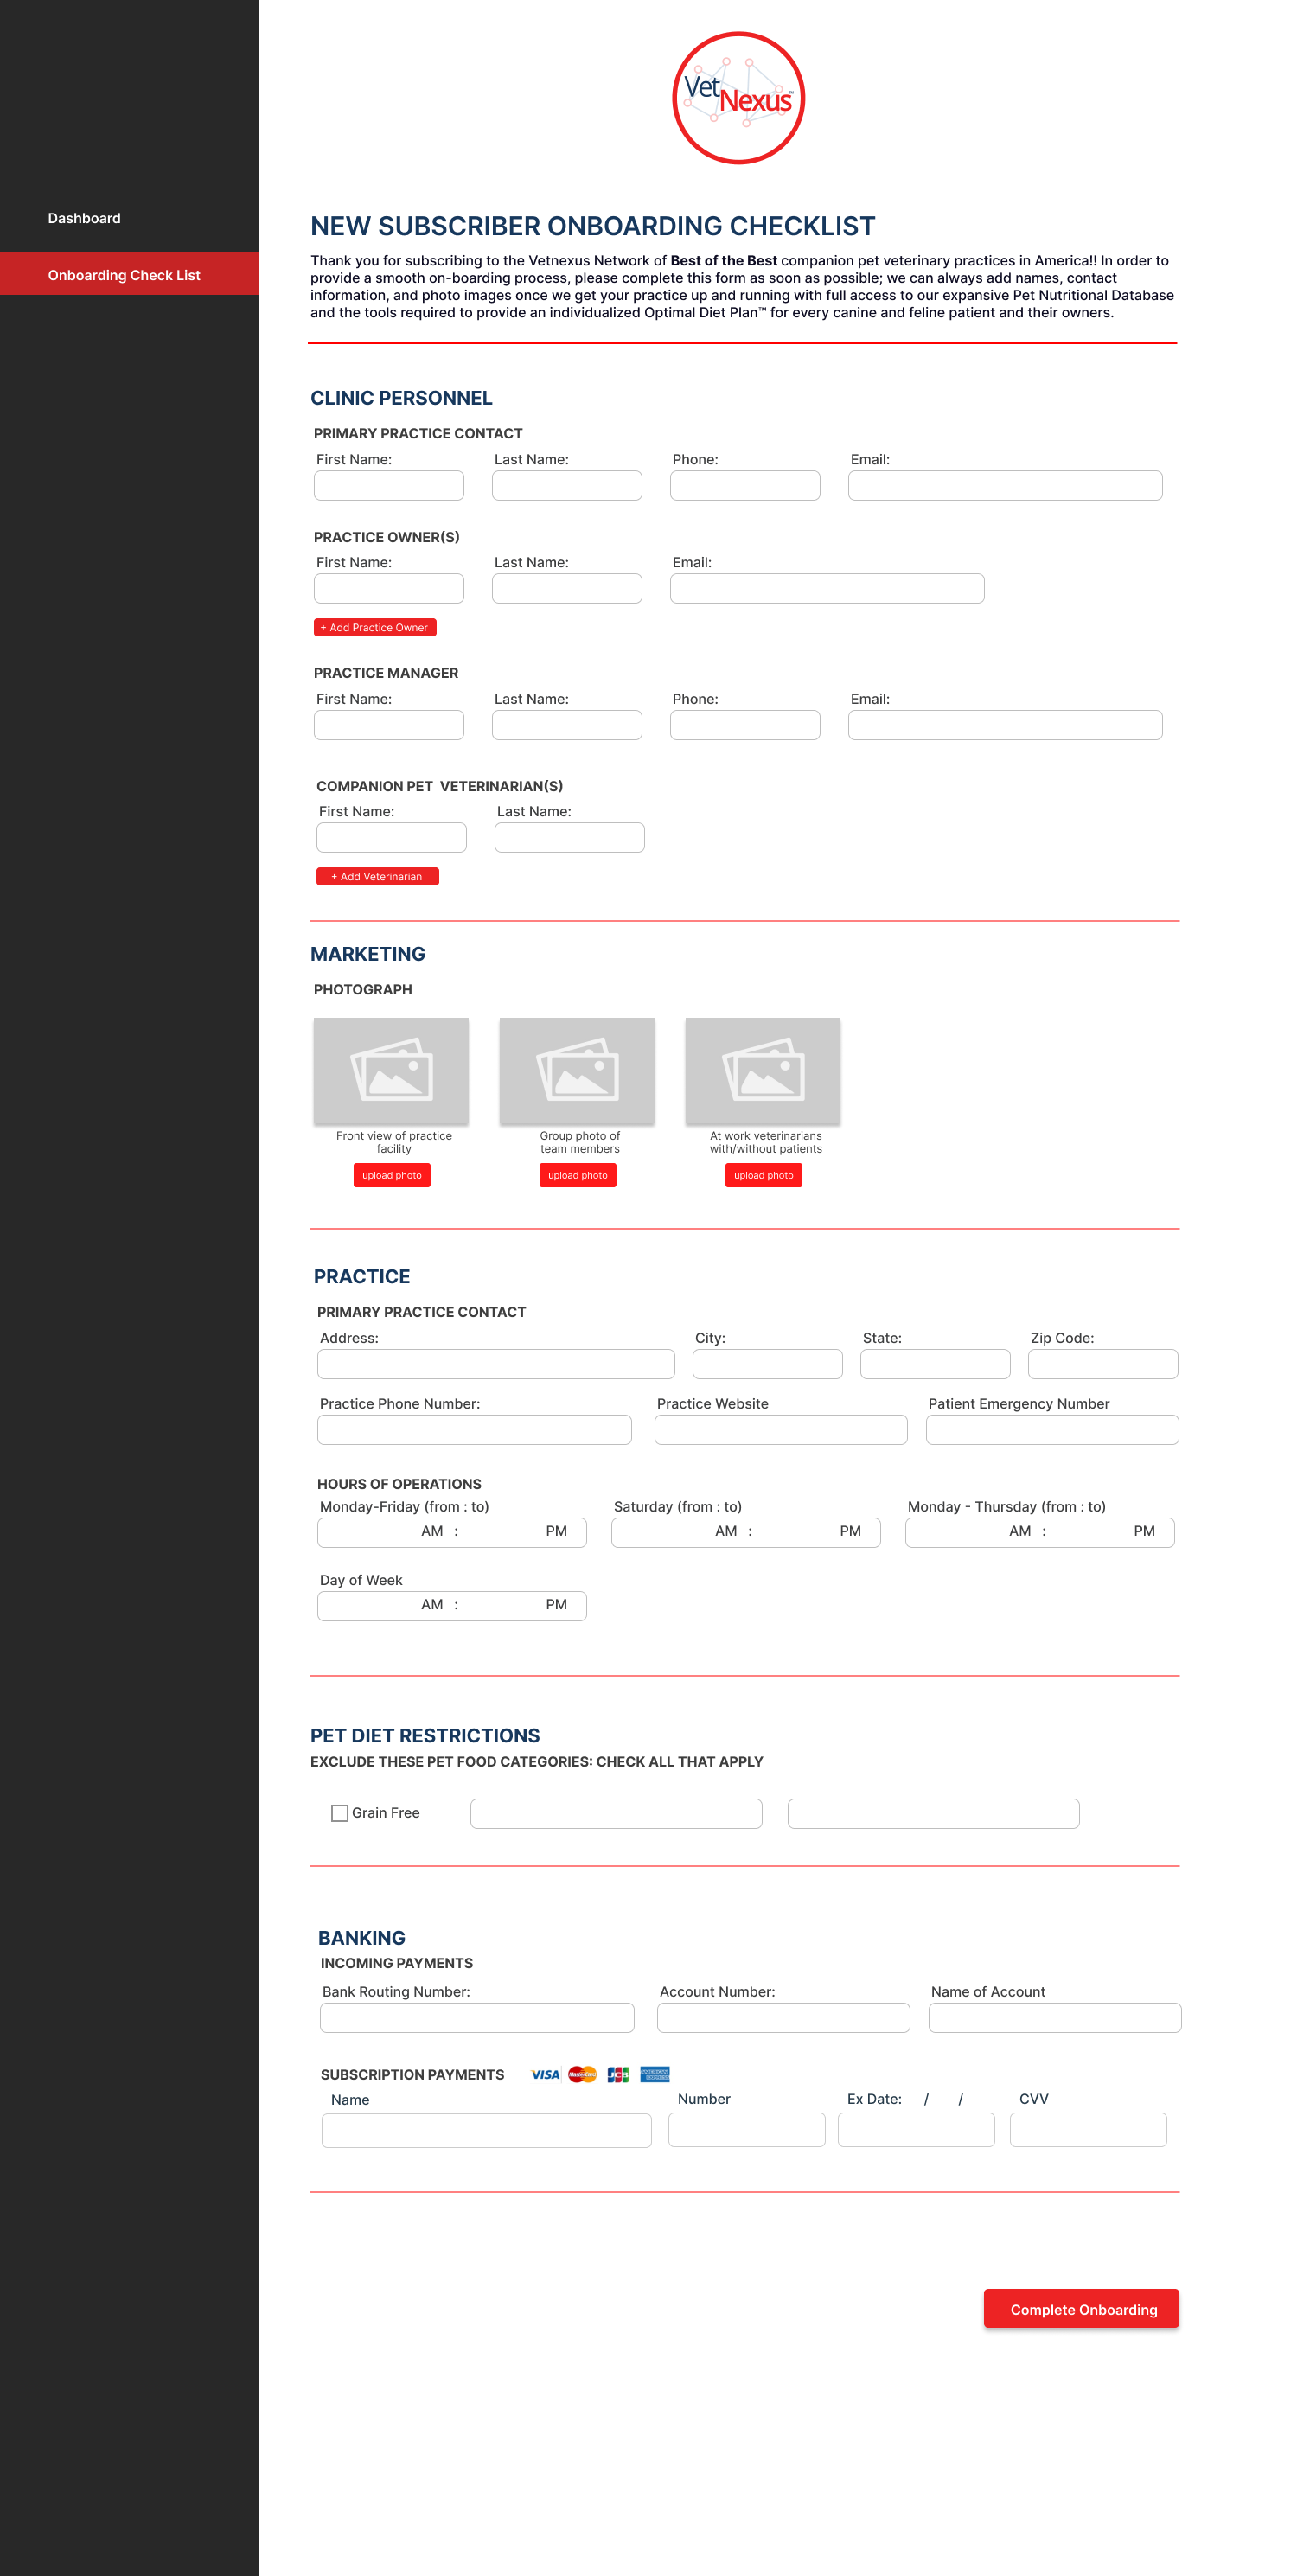 Vet
Nexus™
Dashboard
Onboarding Check List
NEW SUBSCRIBER ONBOARDING CHECKLIST
Thank you for subscribing to the Vetnexus Network of Best of the Best companion pet veterinary practices in America!! In order to
provide a smooth on-boarding process, please complete this form as soon as possible; we can always add names, contact
information, and photo images once we get your practice up and running with full access to our expansive Pet Nutritional Database
and the tools required to provide an individualized Optimal Diet Plan™ for every canine and feline patient and their owners.
CLINIC PERSONNEL
PRIMARY PRACTICE CONTACT
First Name: Last Name: Phone: Email:
PRACTICE OWNER(S)
First Name: Last Name: Email:
+ Add Practice Owner
PRACTICE MANAGER
First Name: Last Name: Phone: Email:
COMPANION PET VETERINARIAN(S)
First Name: Last Name:
+ Add Veterinarian
MARKETING
PHOTOGRAPH
Front view of practice
facility
Group photo of
team members
At work veterinarians
with/without patients
upload photo upload photo upload photo
PRACTICE
PRIMARY PRACTICE CONTACT
Address: City: State: Zip Code:
Practice Phone Number: Practice Website Patient Emergency Number
HOURS OF OPERATIONS
Monday-Friday (from : to) Saturday (from : to) Monday - Thursday (from : to)
AM : PM AM : PM AM : PM
Day of Week
AM : PM
PET DIET RESTRICTIONS
EXCLUDE THESE PET FOOD CATEGORIES: CHECK ALL THAT APPLY
Grain Free
BANKING
INCOMING PAYMENTS
Bank Routing Number: Account Number: Name of Account
SUBSCRIPTION PAYMENTS VISA MasterCard JCB AMERICAN EXPRESS
Name Number Ex Date: / / CVV
Complete Onboarding